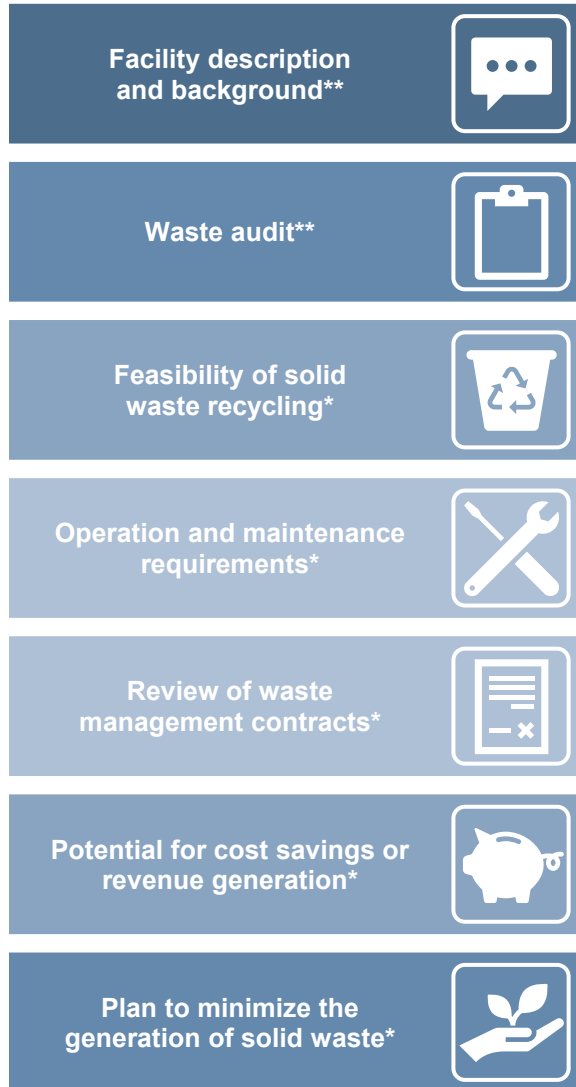 Facility description
and background**
Waste audit**
Feasibility of solid
waste recycling*
Operation and maintenance
requirements*
Review of waste
management contracts*
Potential for cost savings or
revenue generation*
Plan to minimize the
generation of solid waste*